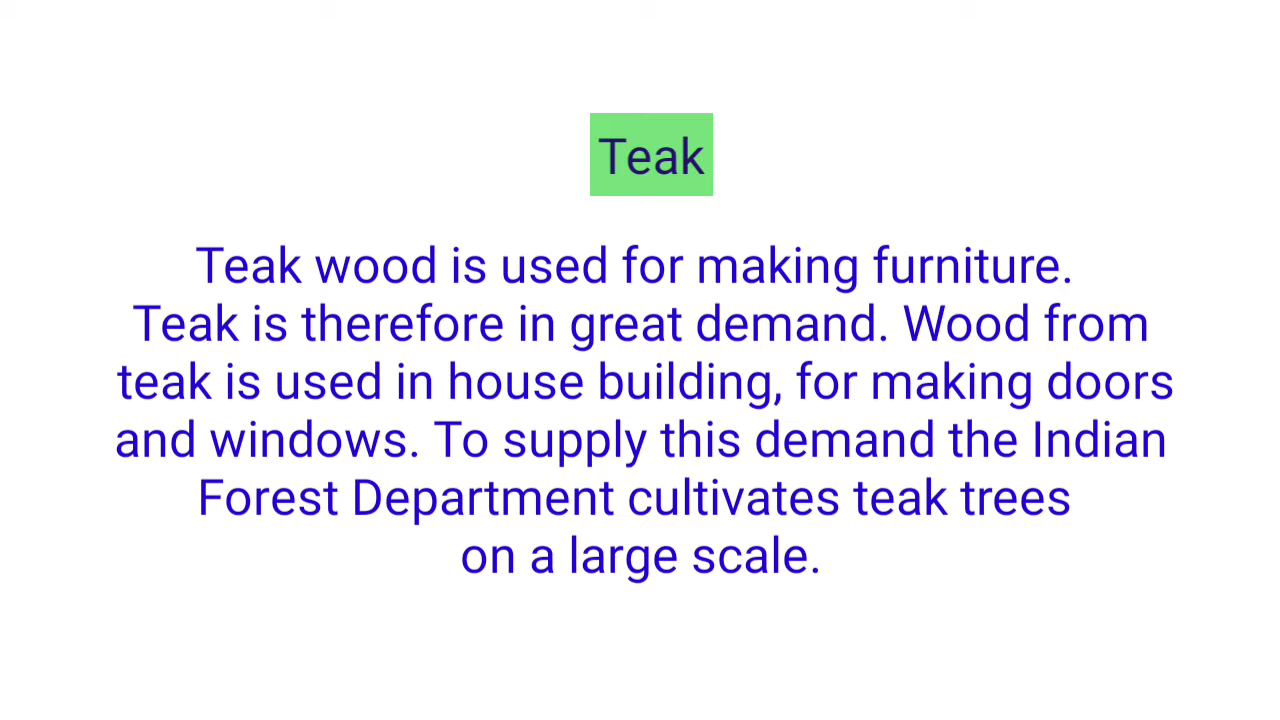 Teak
Teak wood is used for making furniture.
Teak is therefore in great demand. Wood from
teak is used in house building, for making doors
and windows. To supply this demand the Indian
Forest Department cultivates teak trees
on a large scale.